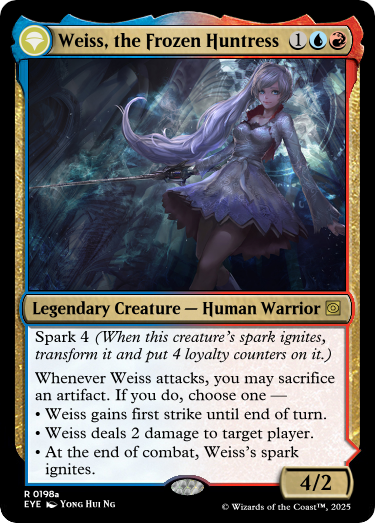 Weiss, the Frozen Huntress 1
Legendary Creature — Human Warrior
Spark 4 (When this creature's spark ignites,
transform it and put 4 loyalty counters on it.)
Whenever Weiss attacks, you may sacrifice
an artifact. If you do, choose one —
• Weiss gains first strike until end of turn.
• Weiss deals 2 damage to target player.
• At the end of combat, Weiss's spark
ignites.
4/2
R 0198a
EYE Yong Hui Ng
© Wizards of the Coast™, 2025